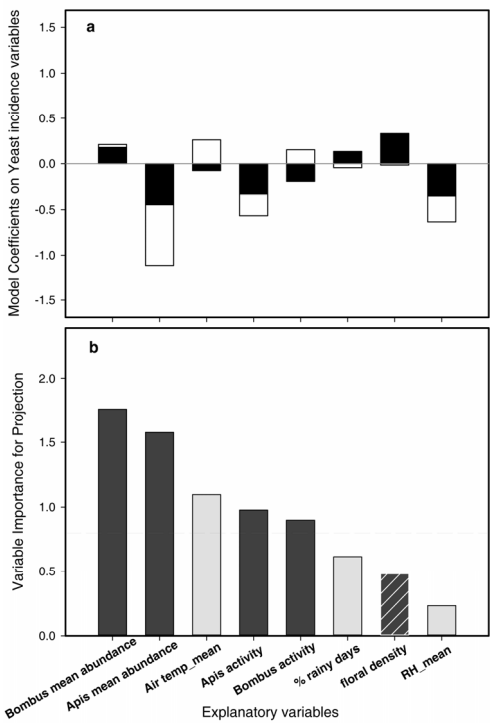 a
Model Coefficients on Yeast incidence variables
1.5
1.0
0.5
0.0
-0.5
-1.0
-1.5
b
Variable Importance for Projection
2.0
1.5
1.0
0.5
0.0
Bombus mean abundance
Apis mean abundance
Air temp_mean
Apis activity
Bombus activity
% rainy days
floral density
RH_mean
Explanatory variables